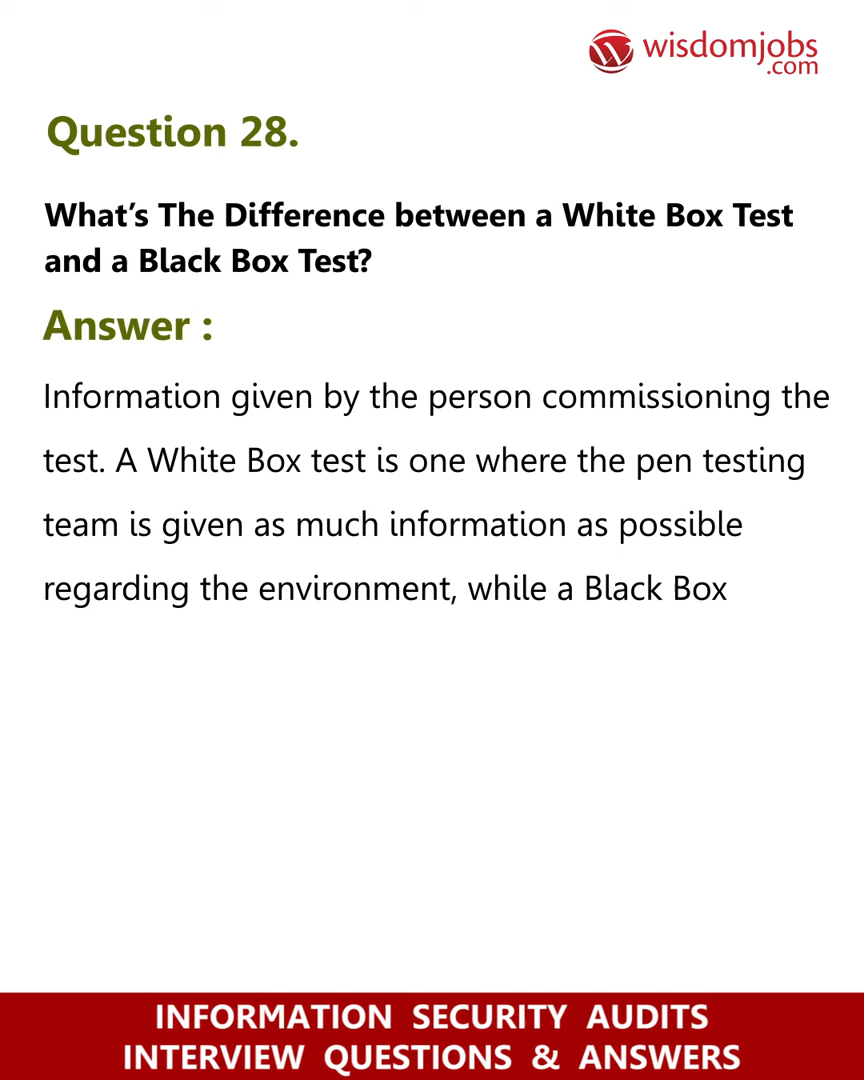 wisdomjobs
.com
Question 28.
What’s The Difference between a White Box Test
and a Black Box Test?
Answer :
Information given by the person commissioning the
test. A White Box test is one where the pen testing
team is given as much information as possible
regarding the environment, while a Black Box
INFORMATION SECURITY AUDITS
INTERVIEW QUESTIONS & ANSWERS